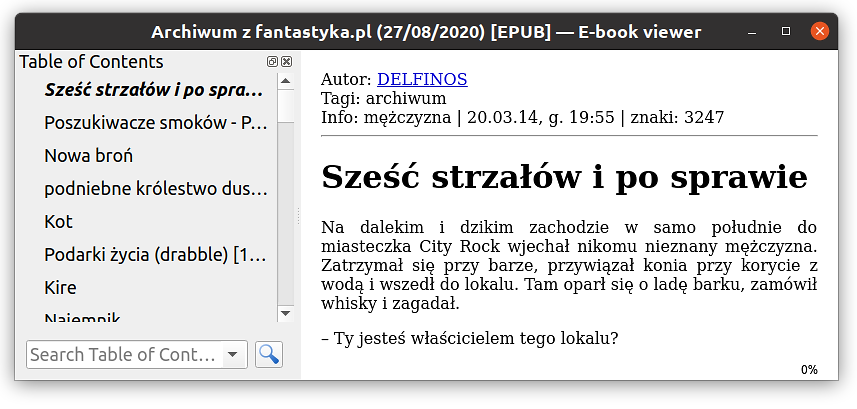 Archiwum z fantastyka.pl (27/08/2020) [EPUB] — E-book viewer
Table of Contents
Sześć strzałów i po spra…
Poszukiwacze smoków - P…
Nowa broń
podniebne królestwo dus…
Kot
Podarki życia (drabble) [1…
Kire
Najemnik
Search Table of Cont…
Autor: DELFINOS
Tagi: archiwum
Info: mężczyzna | 20.03.14, g. 19:55 | znaki: 3247
Sześć strzałów i po sprawie
Na dalekim i dzikim zachodzie w samo południe do
miasteczka City Rock wjechał nikomu nieznany mężczyzna.
Zatrzymał się przy barze, przywiązał konia przy korycie z
wodą i wszedł do lokalu. Tam oparł się o ladę barku, zamówił
whisky i zagadał.
– Ty jesteś właścicielem tego lokalu?
0%